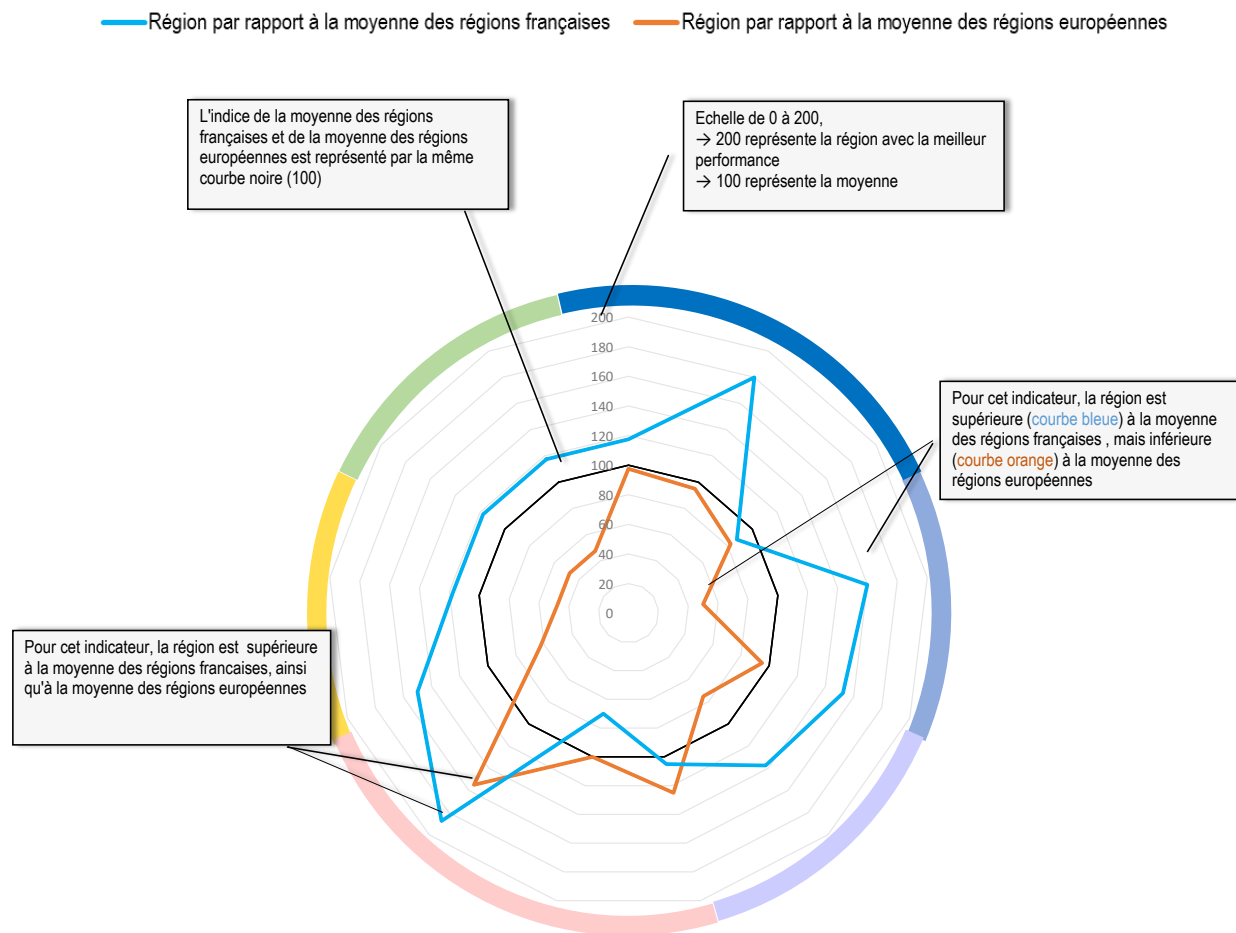 Région par rapport à la moyenne des régions françaises
Région par rapport à la moyenne des régions européennes
L'indice de la moyenne des régions
françaises et de la moyenne des régions
européennes est représenté par la même
courbe noire (100)
Echelle de 0 à 200,
→ 200 représente la région avec la meilleur
performance
→ 100 représente la moyenne
200
180
160
140
120
100
80
60
40
20
0
Pour cet indicateur, la région est
supérieure (courbe bleue) à la moyenne
des régions françaises , mais inférieure
(courbe orange) à la moyenne des
régions européennes
Pour cet indicateur, la région est  supérieure
à la moyenne des régions francaises, ainsi
qu'à la moyenne des régions européennes